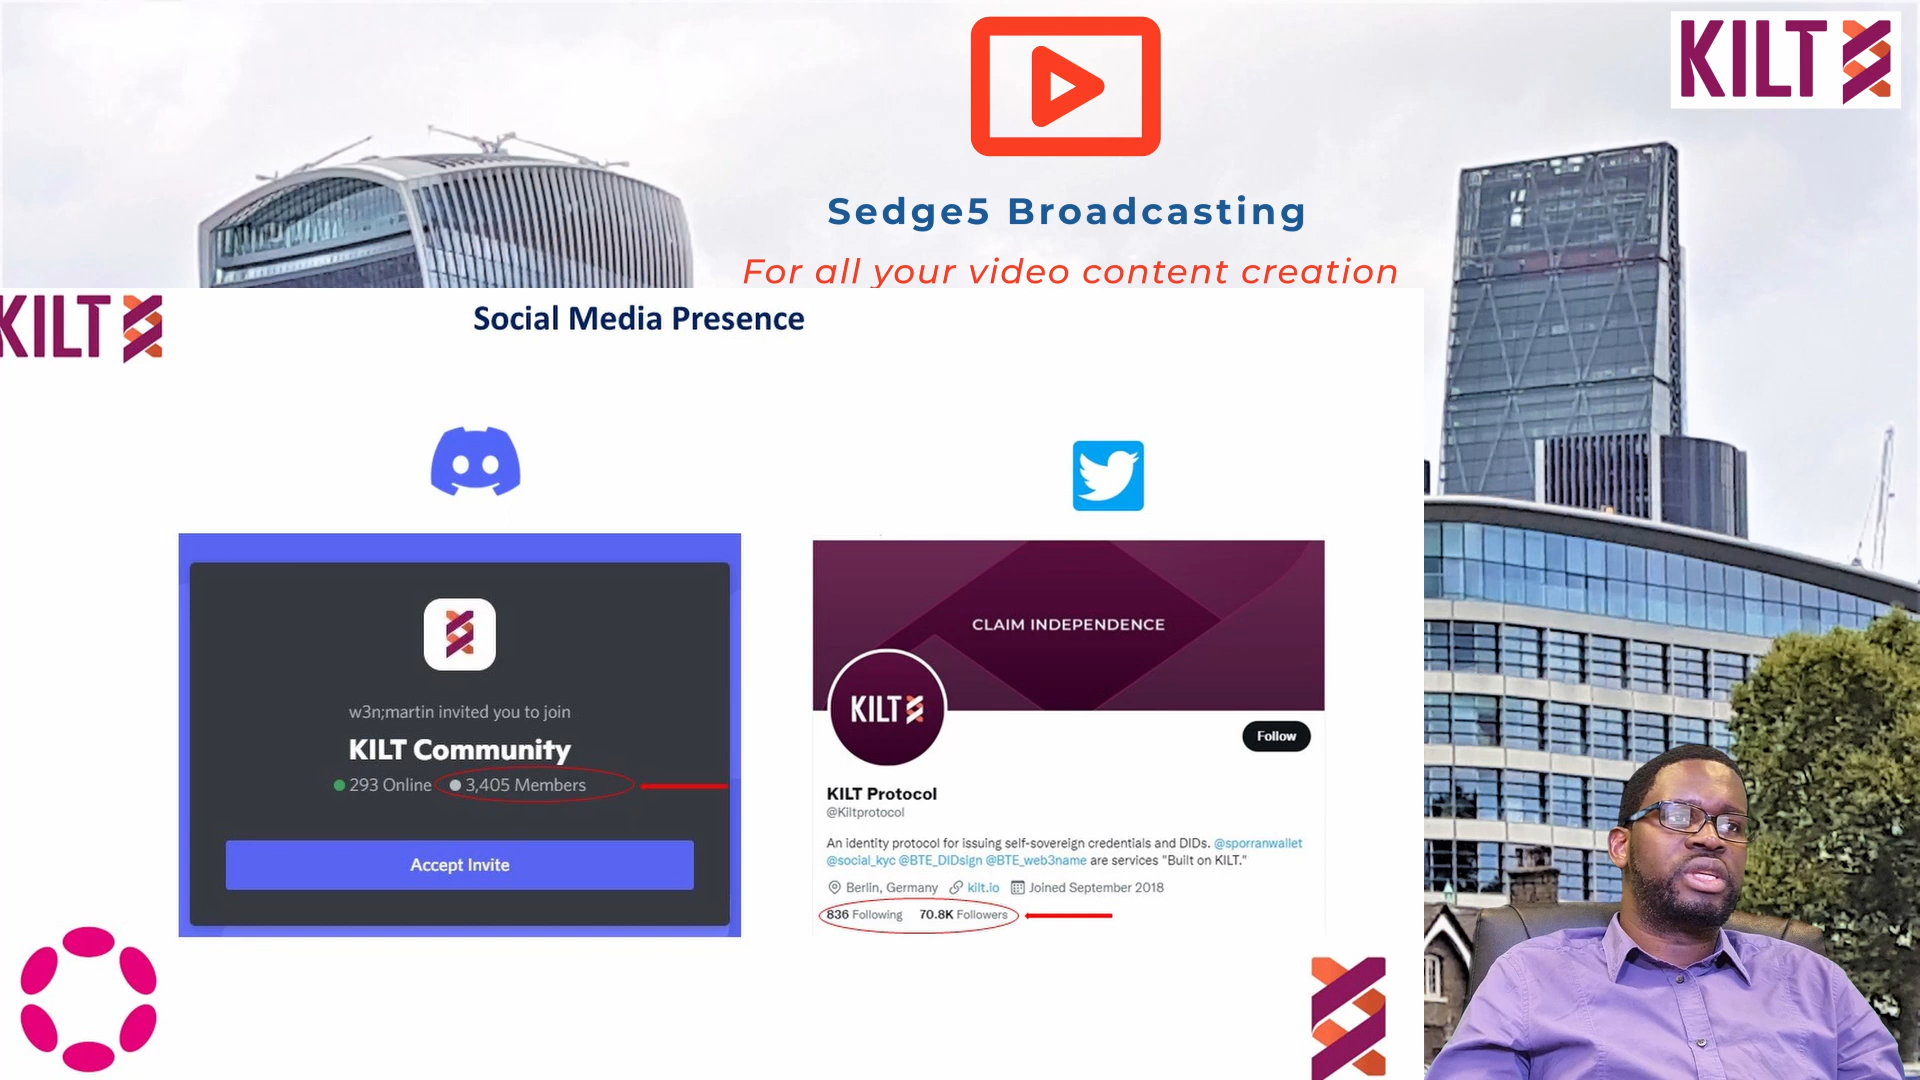 KILT
Sedge5 Broadcasting
For all your video content creation
KILT
Social Media Presence
w3n;martin invited you to join
KILT Community
293 Online 3,405 Members
Accept Invite
CLAIM INDEPENDENCE
KILT
Follow
KILT Protocol
@Kiltprotocol
An identity protocol for issuing self-sovereign credentials and DIDs. @sporranwallet
@social_kyc @BTE_DIDsign @BTE_web3name are services "Built on KILT."
Berlin, Germany kilt.io Joined September 2018
836 Following 70.8K Followers